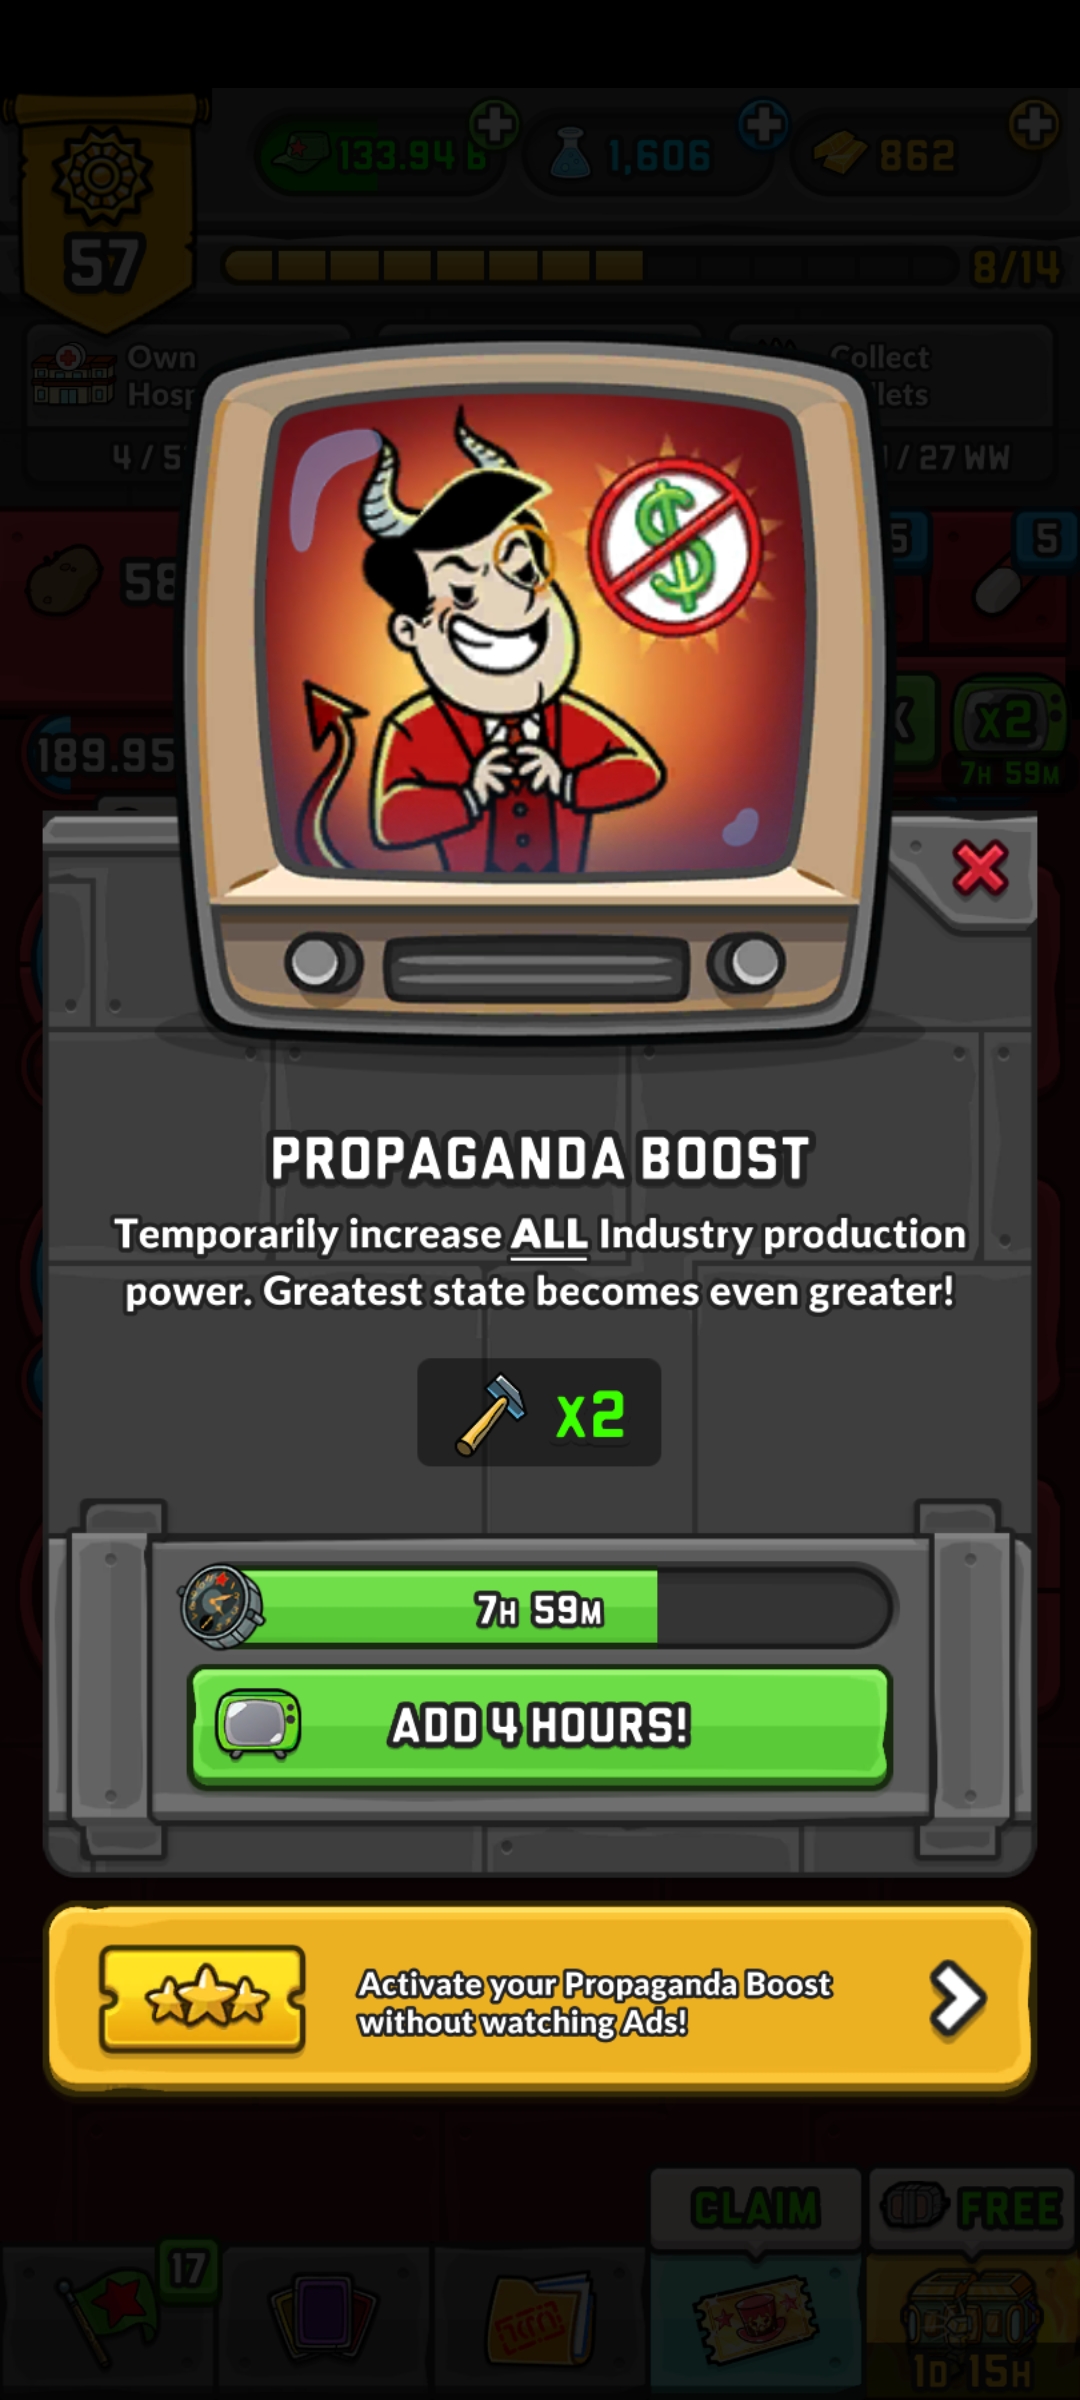 133.94 B
1,606
862
57
8/14
Own
Hosp
Collect
lets
4 / 5
/ 27 WW
58
5
5
189.95
X2
7H 59M
PROPAGANDA BOOST
Temporarily increase ALL Industry production
power. Greatest state becomes even greater!
X2
7H 59M
ADD 4 HOURS!
Activate your Propaganda Boost
without watching Ads!
CLAIM
FREE
17
1D 15H